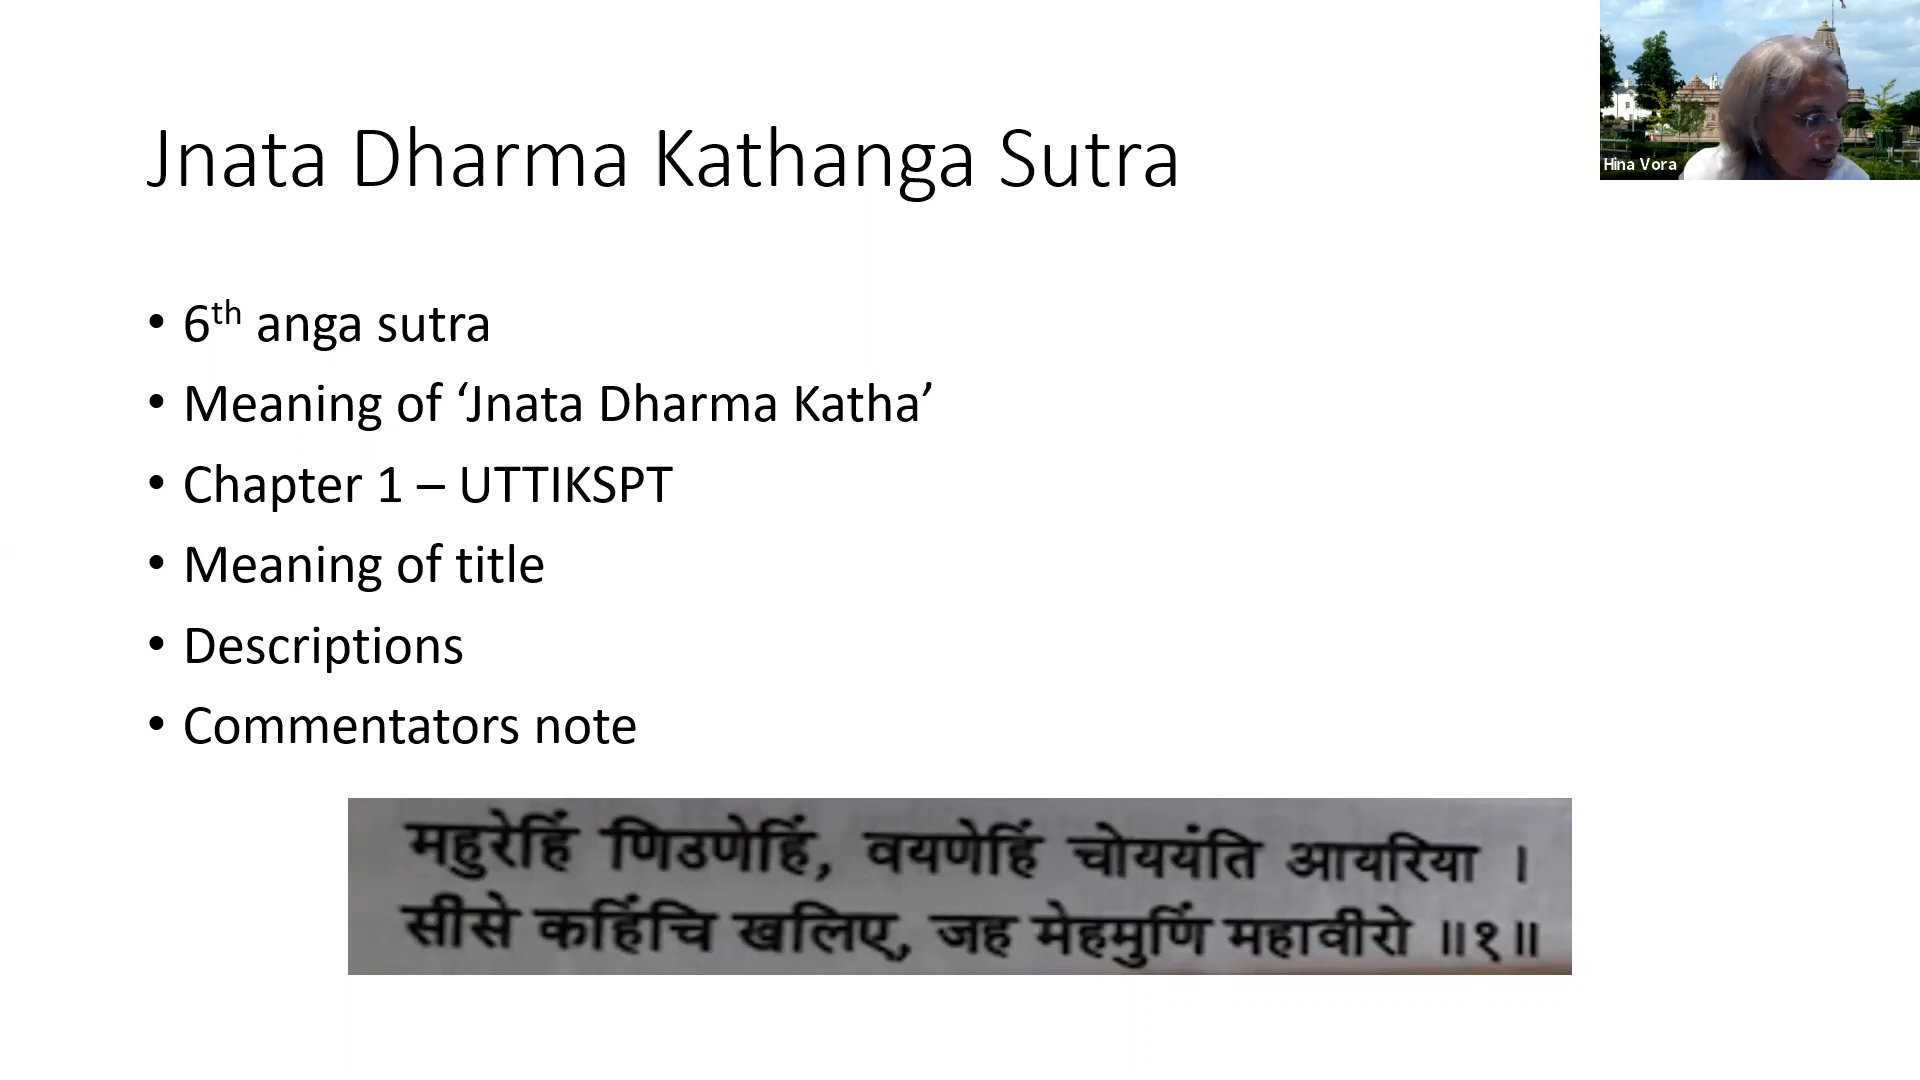 Jnata Dharma Kathanga Sutra
Hina Vora
• 6th anga sutra
• Meaning of ‘Jnata Dharma Katha’
• Chapter 1 – UTTIKSPT
• Meaning of title
• Descriptions
• Commentators note
महुरेहिं णिउणेहिं, वयणेहिं चोययंति आयरिया ।
सीसे कहिंचि खलिए, जह मेहमुणिं महावीरो ॥१॥